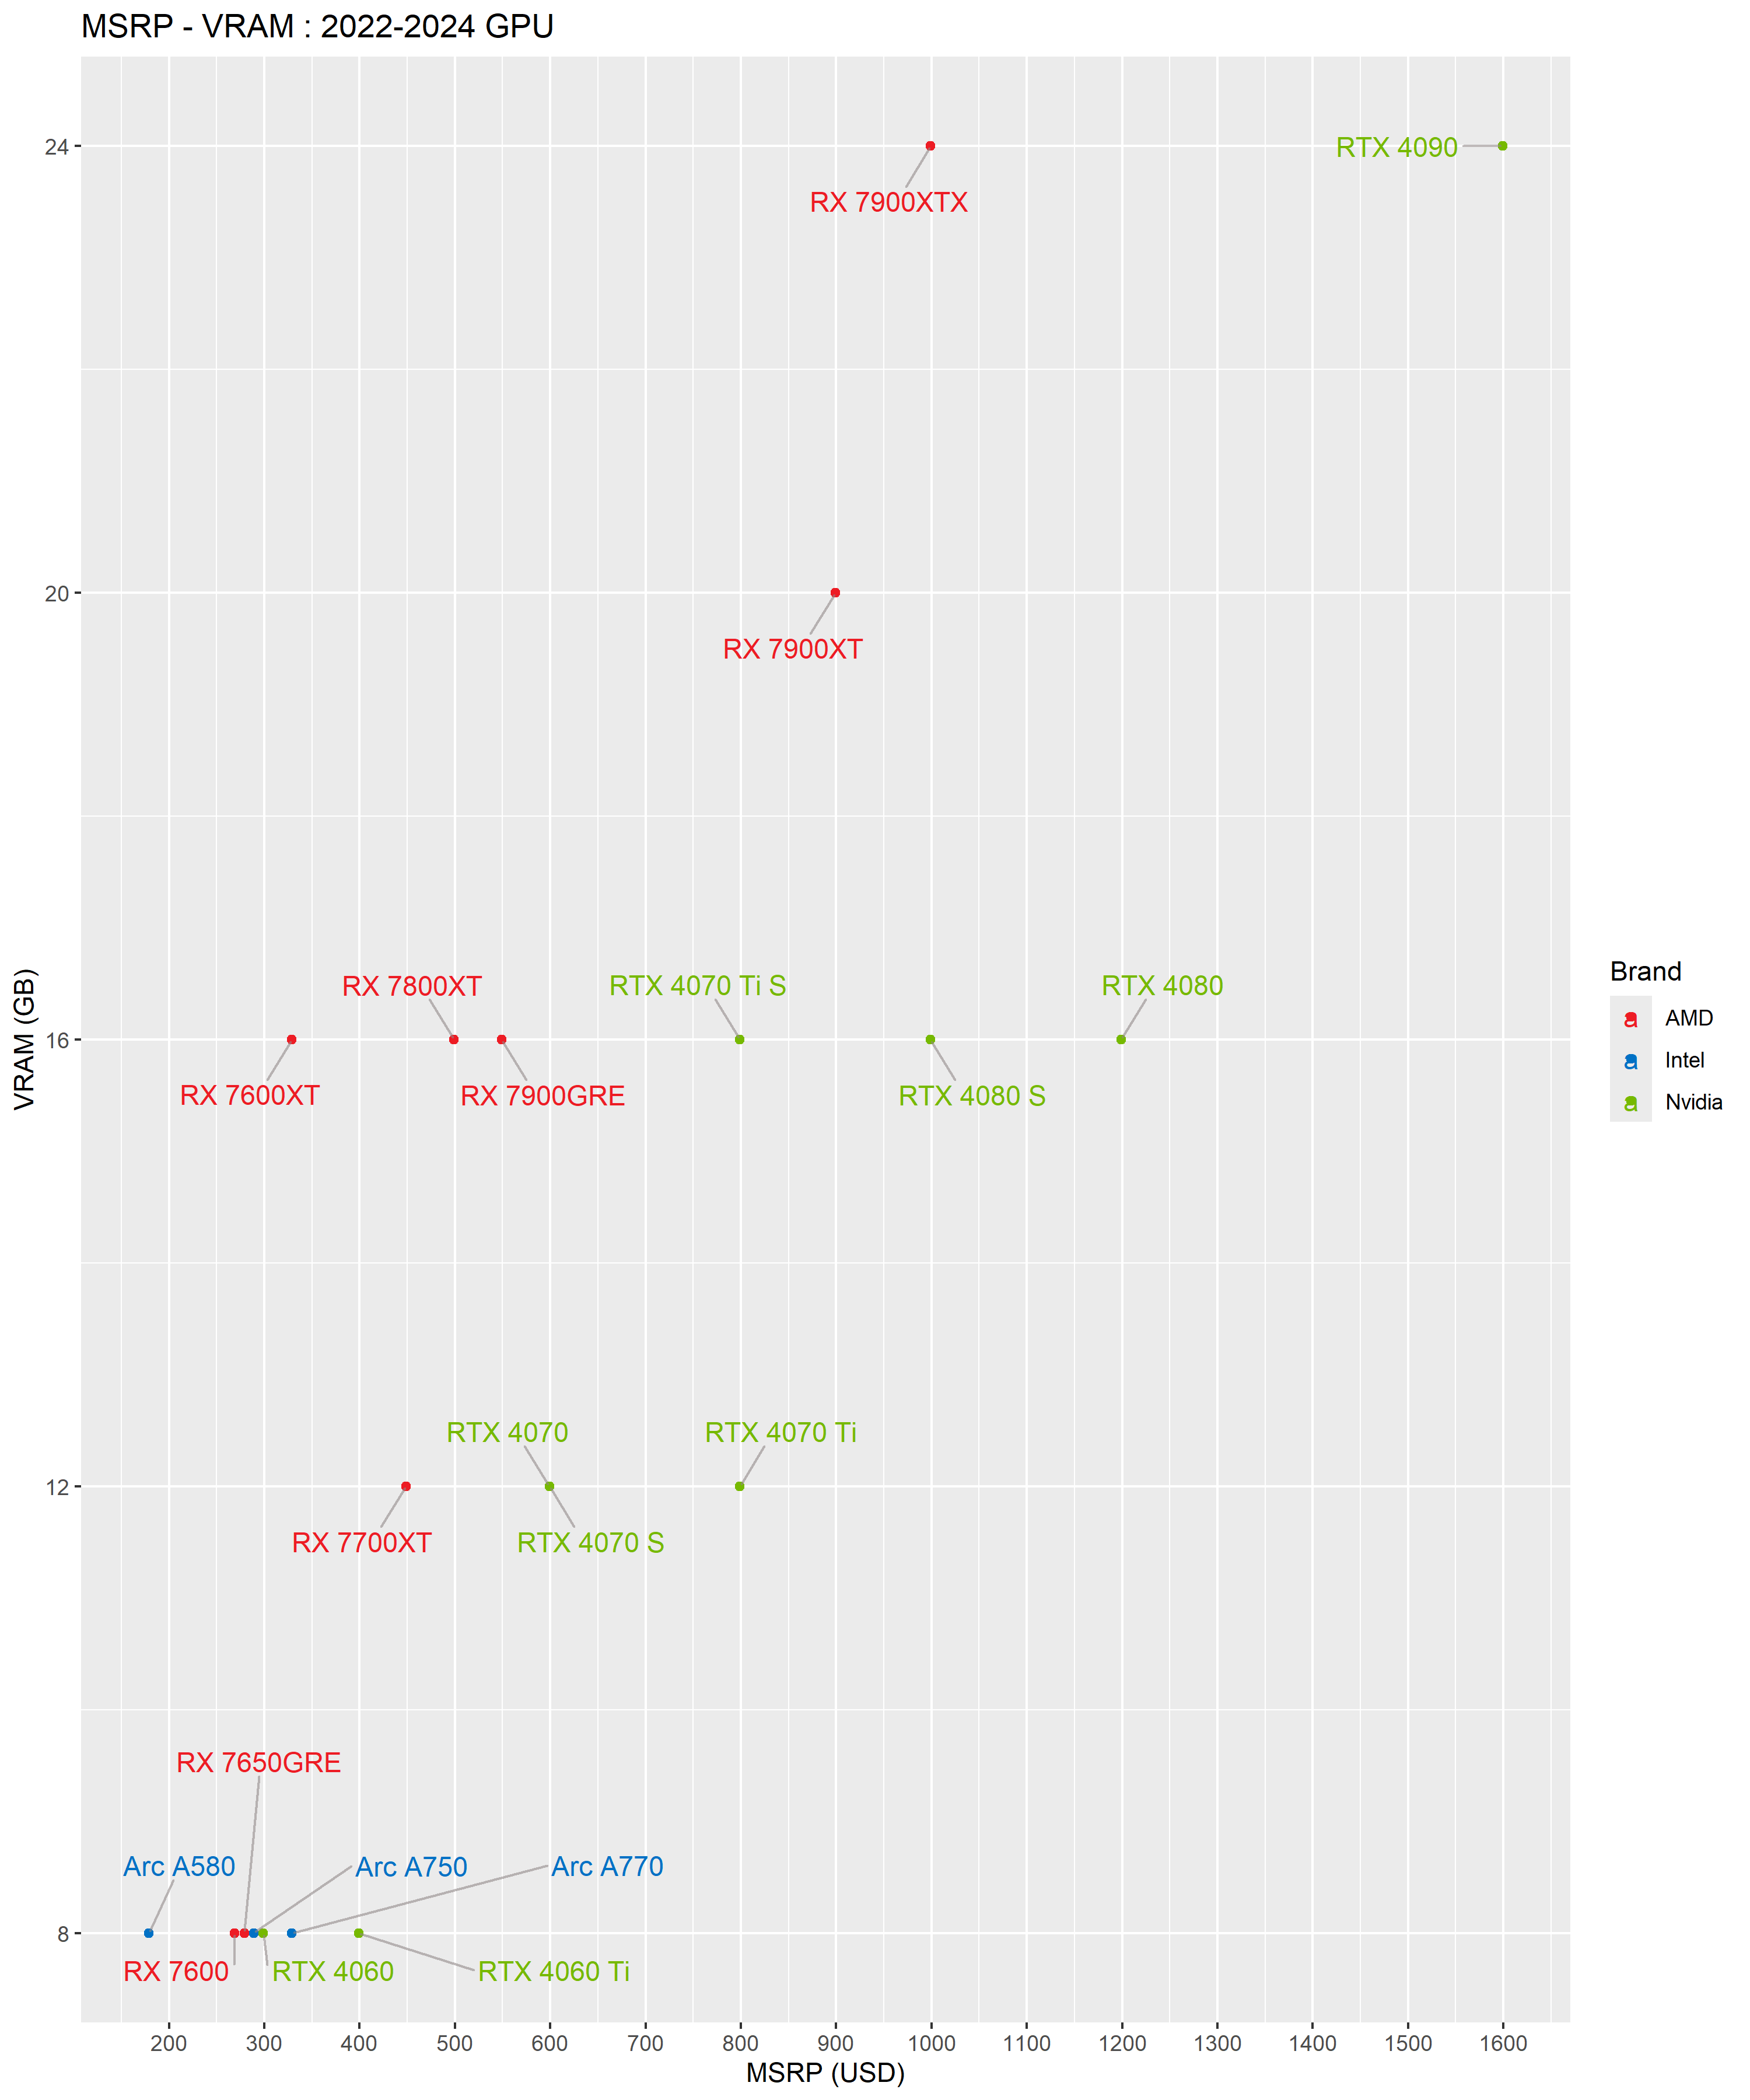 MSRP - VRAM : 2022-2024 GPU
24
RTX 4090
RX 7900XTX
20
RX 7900XT
VRAM (GB)
16
RX 7800XT
RTX 4070 Ti S
RTX 4080
RX 7600XT
RX 7900GRE
RTX 4080 S
Brand
a AMD
a Intel
a Nvidia
RTX 4070
RTX 4070 Ti
12
RX 7700XT
RTX 4070 S
RX 7650GRE
Arc A580
Arc A750
Arc A770
8
RX 7600
RTX 4060
RTX 4060 Ti
200 300 400 500 600 700 800 900 1000 1100 1200 1300 1400 1500 1600
MSRP (USD)